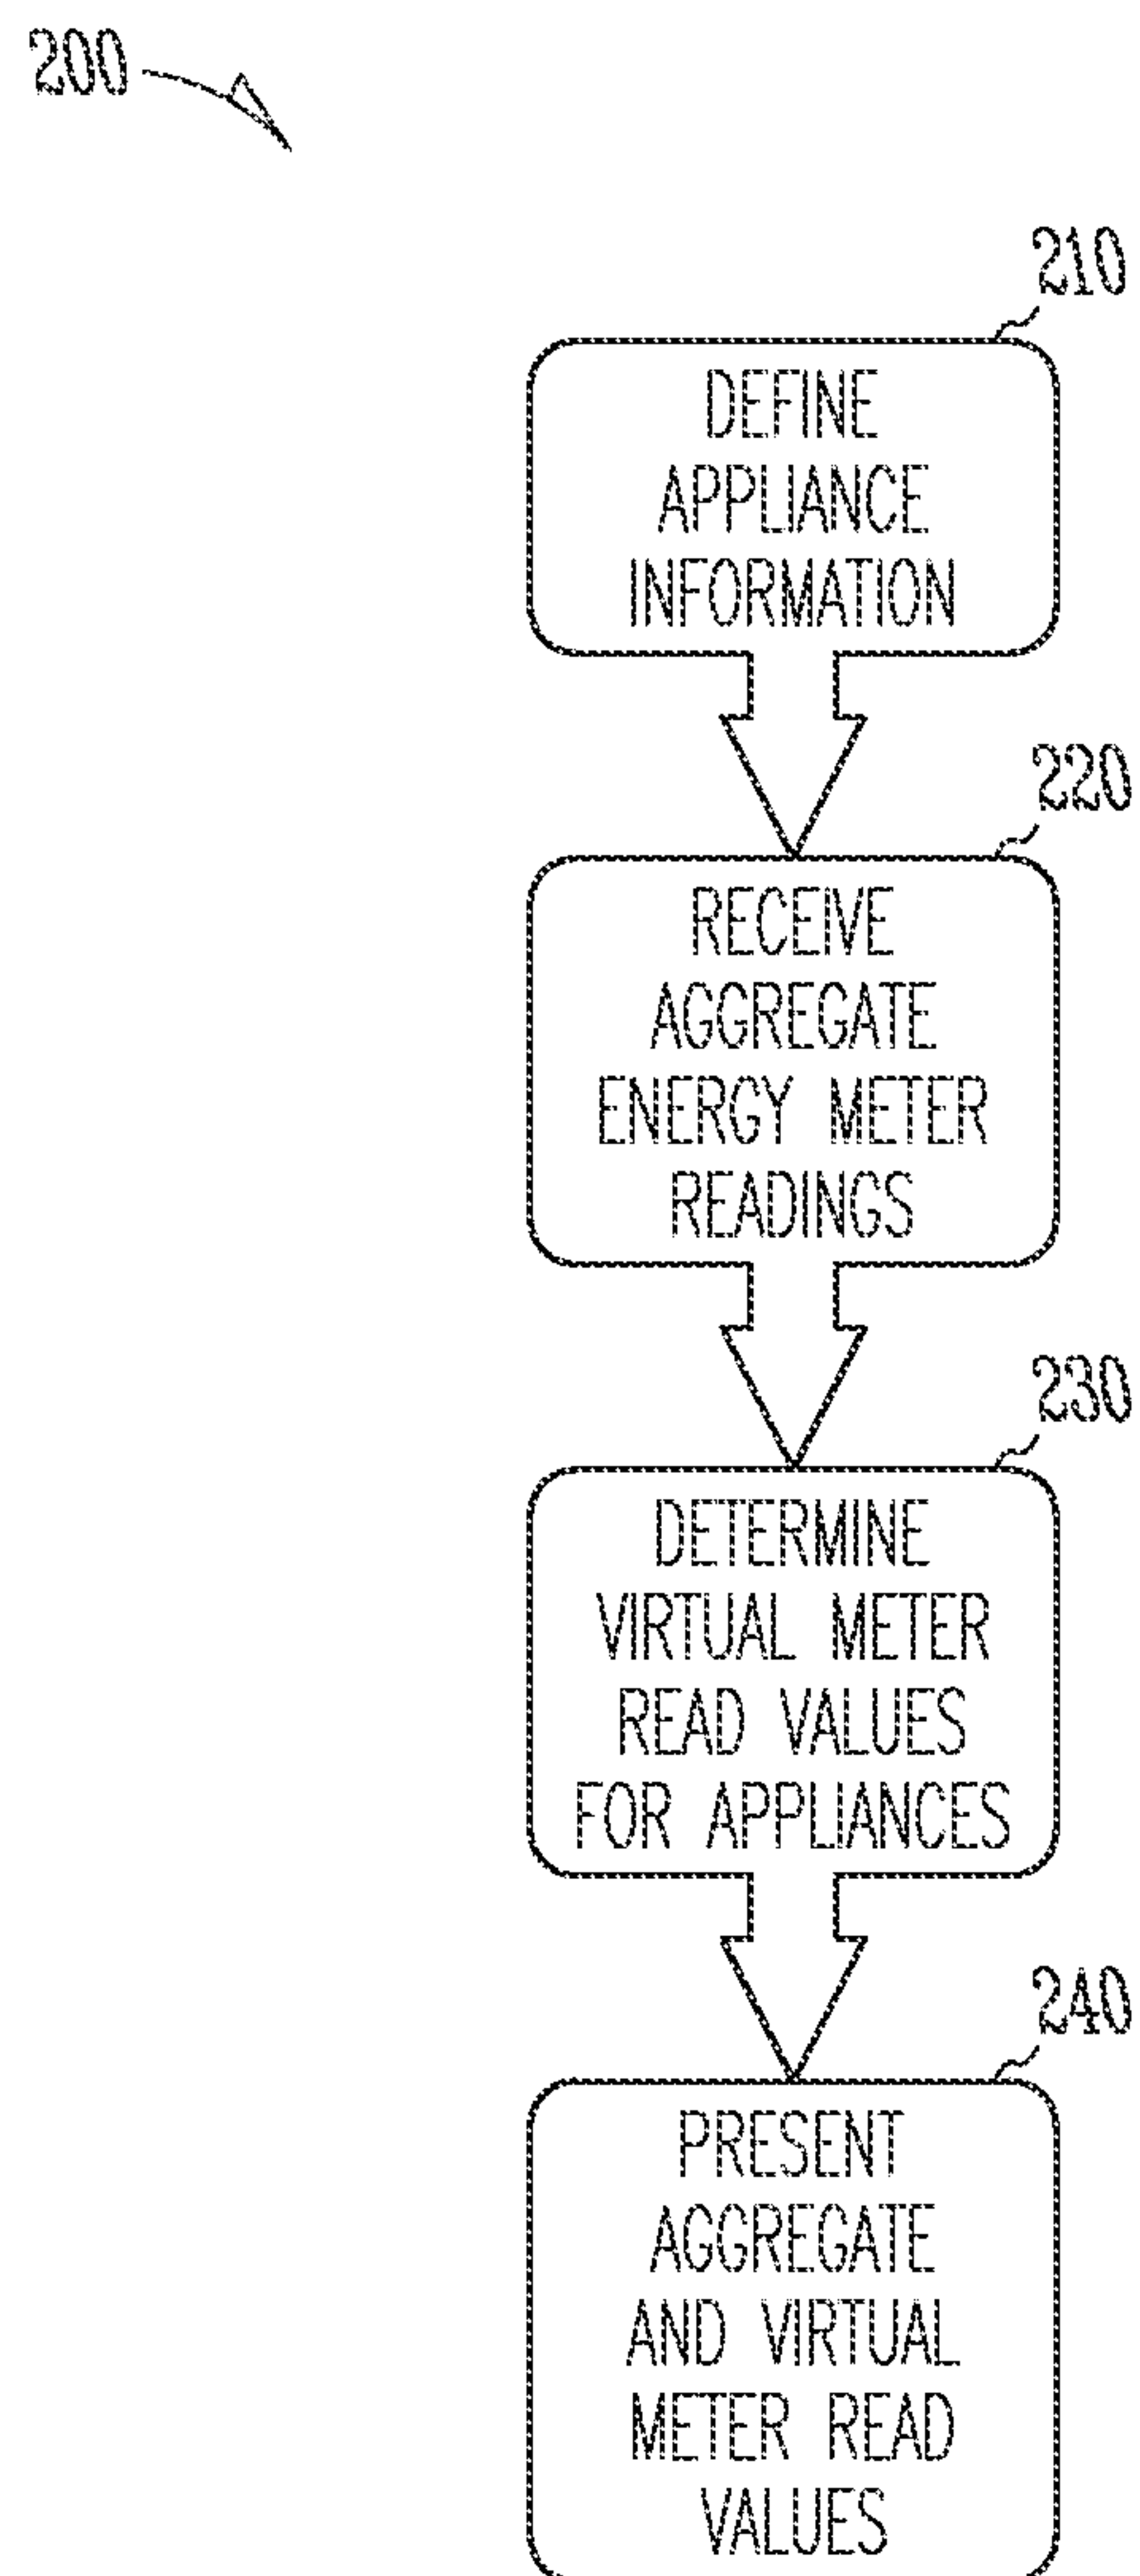 200
210
DEFINE
APPLIANCE
INFORMATION
220
RECEIVE
AGGREGATE
ENERGY METER
READINGS
230
DETERMINE
VIRTUAL METER
READ VALUES
FOR APPLIANCES
240
PRESENT
AGGREGATE
AND VIRTUAL
METER READ
VALUES